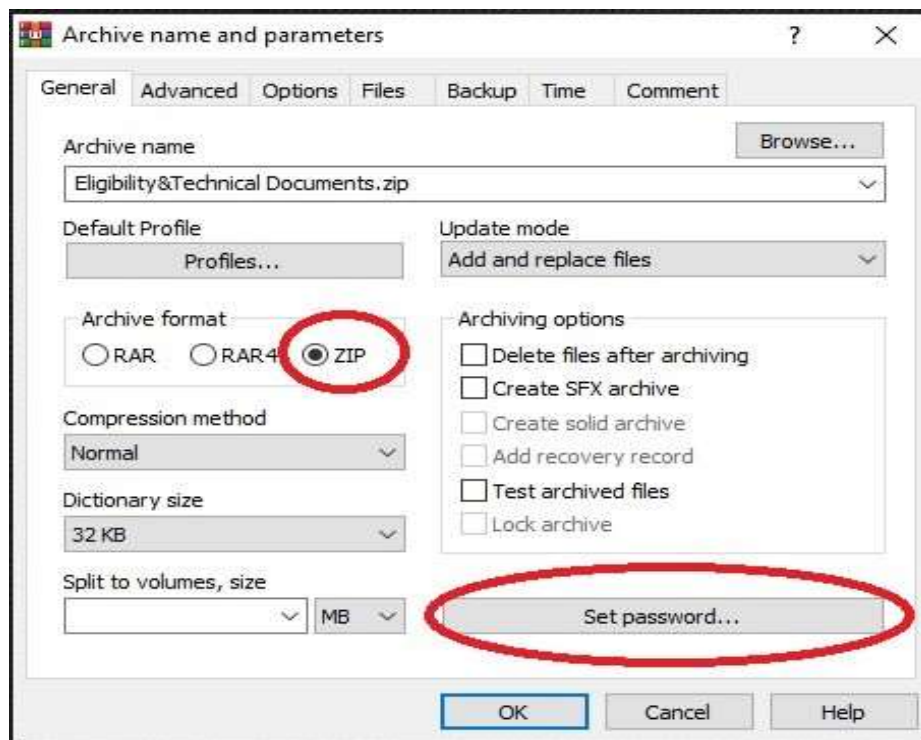 Archive name and parameters
? X
General Advanced Options Files Backup Time Comment
Archive name
Browse...
Eligibility&Technical Documents.zip
Default Profile
Profiles...
Update mode
Add and replace files
Archive format
RAR RAR4 ZIP
Compression method
Normal
Dictionary size
32 KB
Split to volumes, size
MB
Archiving options
Delete files after archiving
Create SFX archive
Create solid archive
Add recovery record
Test archived files
Lock archive
Set password...
OK Cancel Help